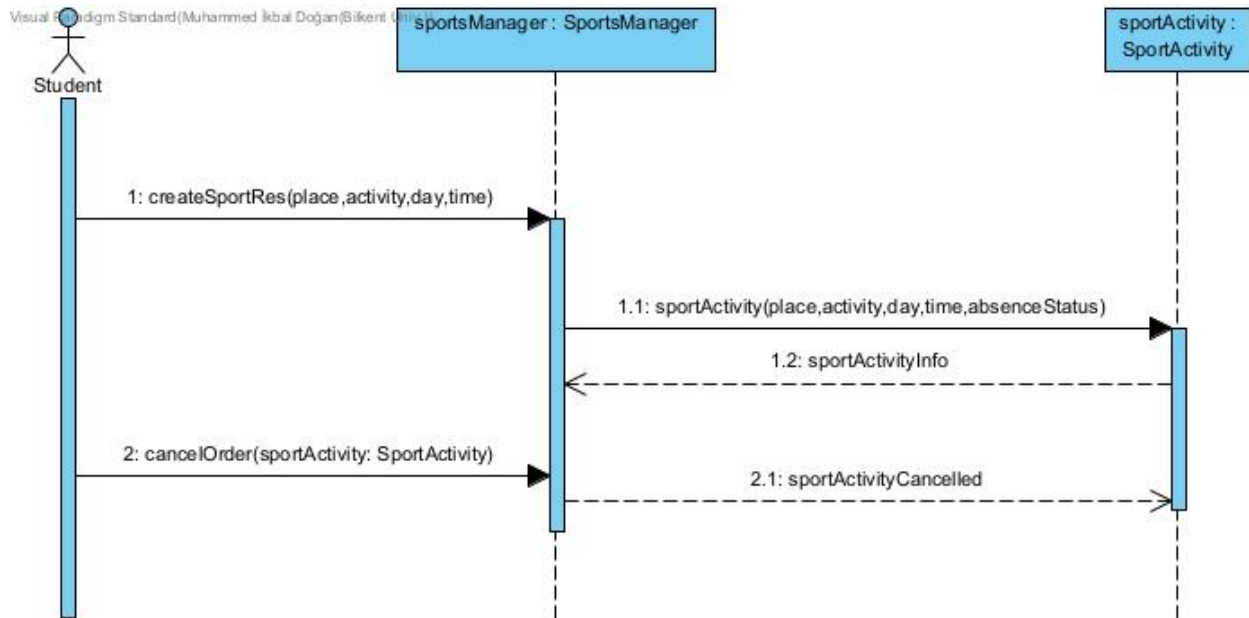 Visual Paradigm Standard(Muhammed İkbal Doğan(Bilkent
sportsManager : SportsManager
sportActivity :
SportActivity
Student
1: createSportRes(place,activity,day,time)
1.1: sportActivity(place,activity,day,time,absenceStatus)
1.2: sportActivityInfo
2: cancelOrder(sportActivity: SportActivity)
2.1: sportActivityCancelled